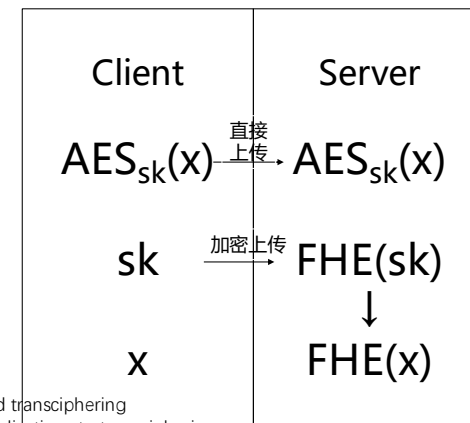 Client
Server
直接
上传
AES_sk(x)
AES_sk(x)
加密上传
sk
FHE(sk)
↓
x
FHE(x)
transciphering